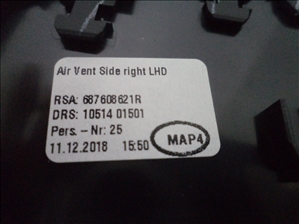 Air Vent Side right LHD
RSA: 687608621R
DRS: 10514 01501
Pers. - Nr: 25
11.12.2018 15:50 MAP4